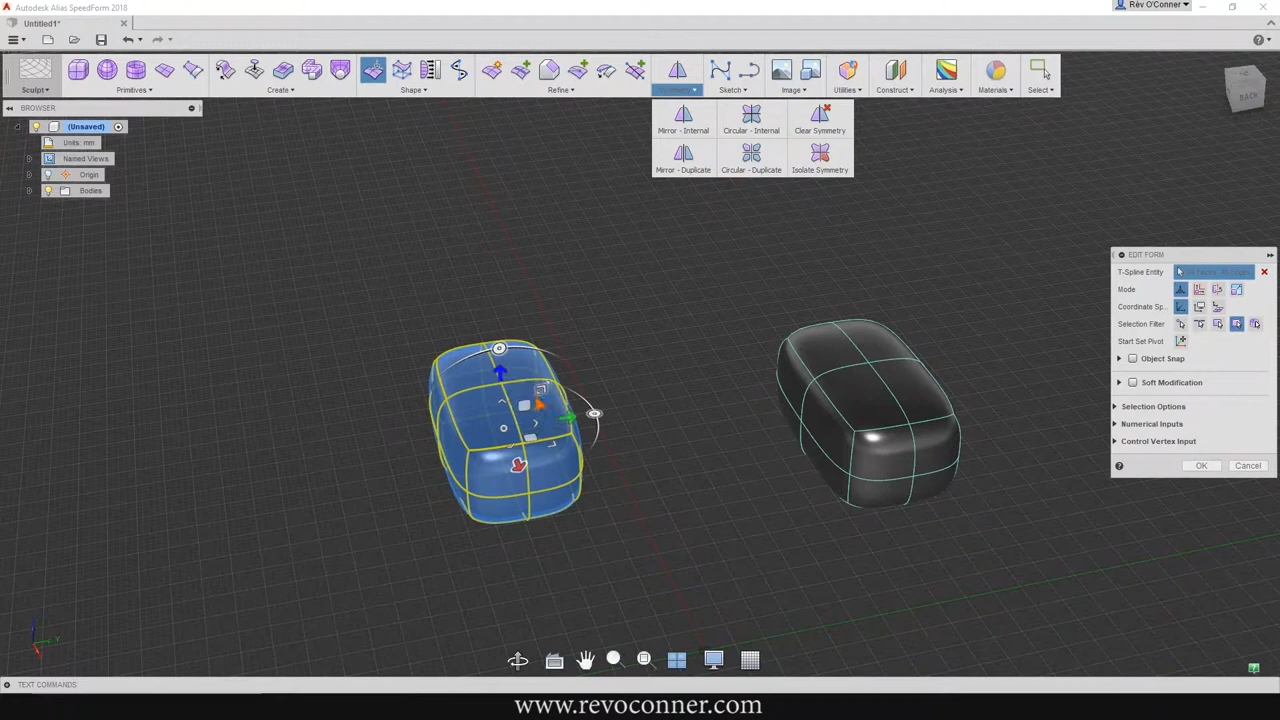 Autodesk Alias SpeedForm 2018
Rèv O'Conner
Untitled1*
Sculpt
Primitives
Create
Shape
Refine
Symmetry
Sketch
Image
Utilities
Construct
Analysis
Materials
Select
BROWSER
(Unsaved)
Units: mm
Named Views
Origin
Bodies
Mirror - Internal
Circular - Internal
Clear Symmetry
Mirror - Duplicate
Circular - Duplicate
Isolate Symmetry
BACK
EDIT FORM
T-Spline Entity
Mode
Coordinate Sp..
Selection Filter
Start Set Pivot
Object Snap
Soft Modification
Selection Options
Numerical Inputs
Control Vertex Input
OK
Cancel
TEXT COMMANDS
www.revoconner.com